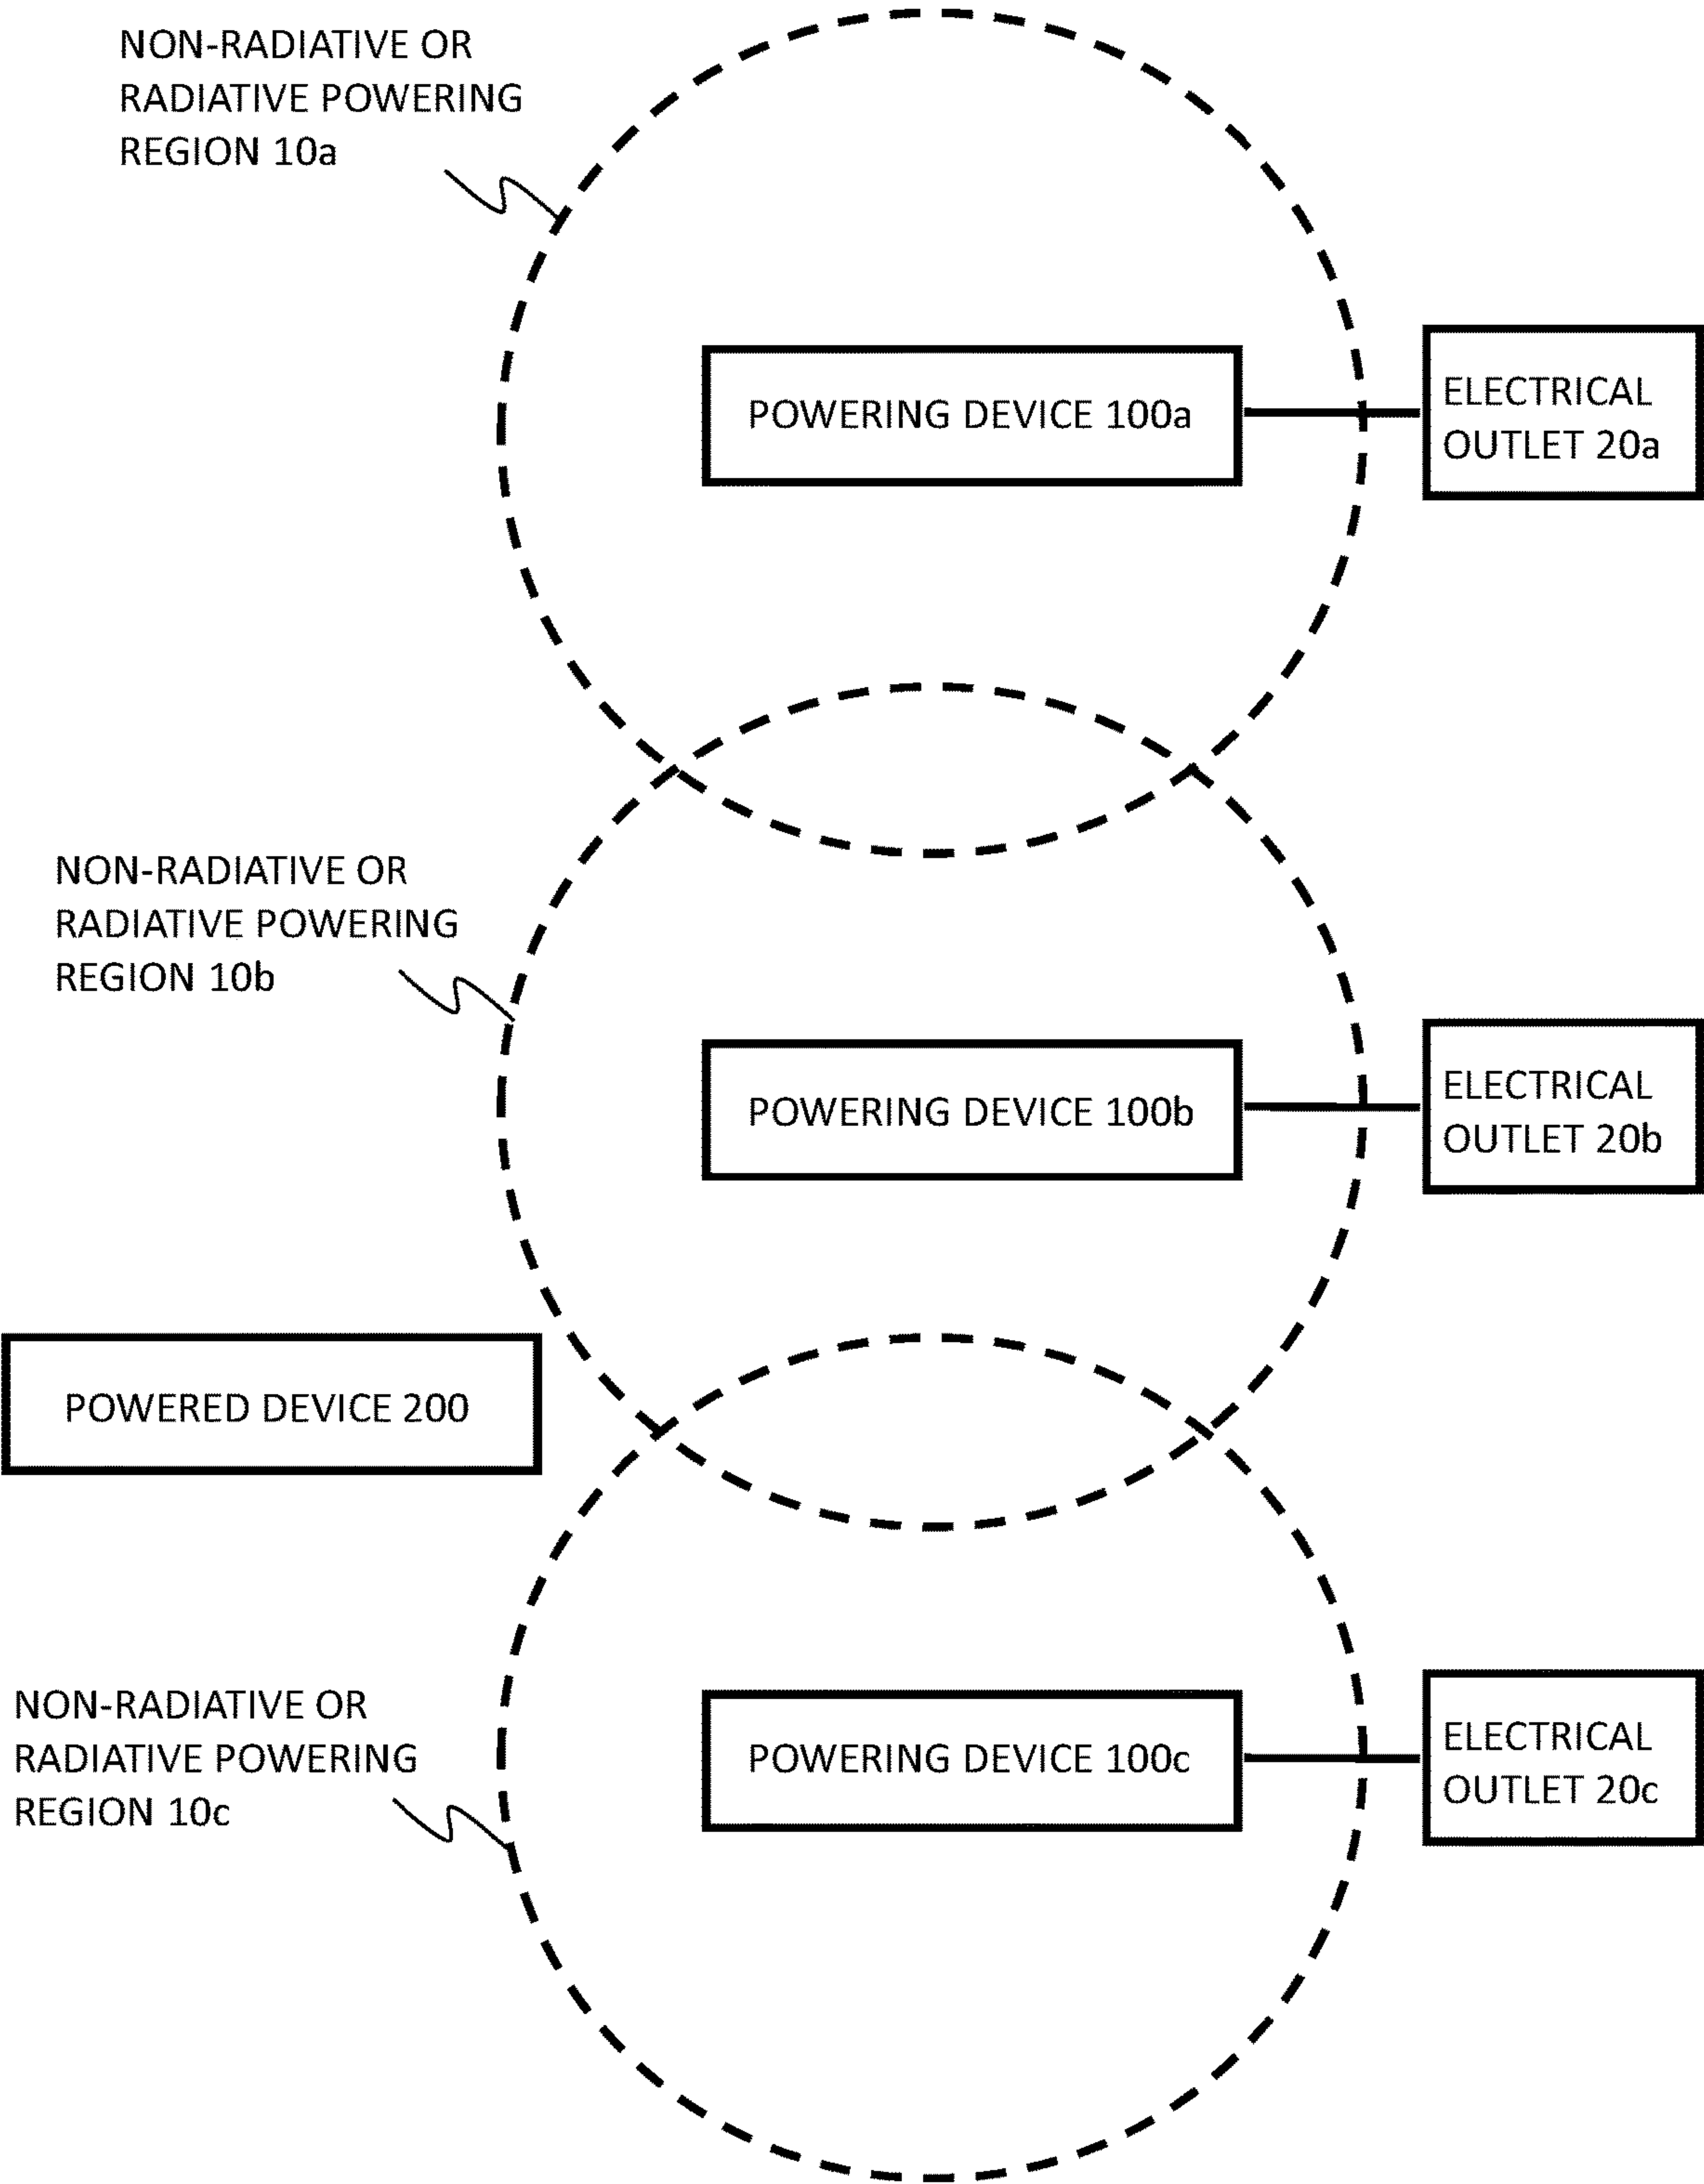 NON-RADIATIVE OR
RADIATIVE POWERING
REGION 10a
POWERING DEVICE 100a
ELECTRICAL
OUTLET 20a
NON-RADIATIVE OR
RADIATIVE POWERING
REGION 10b
POWERING DEVICE 100b
ELECTRICAL
OUTLET 20b
POWERED DEVICE 200
NON-RADIATIVE OR
RADIATIVE POWERING
REGION 10c
POWERING DEVICE 100c
ELECTRICAL
OUTLET 20c